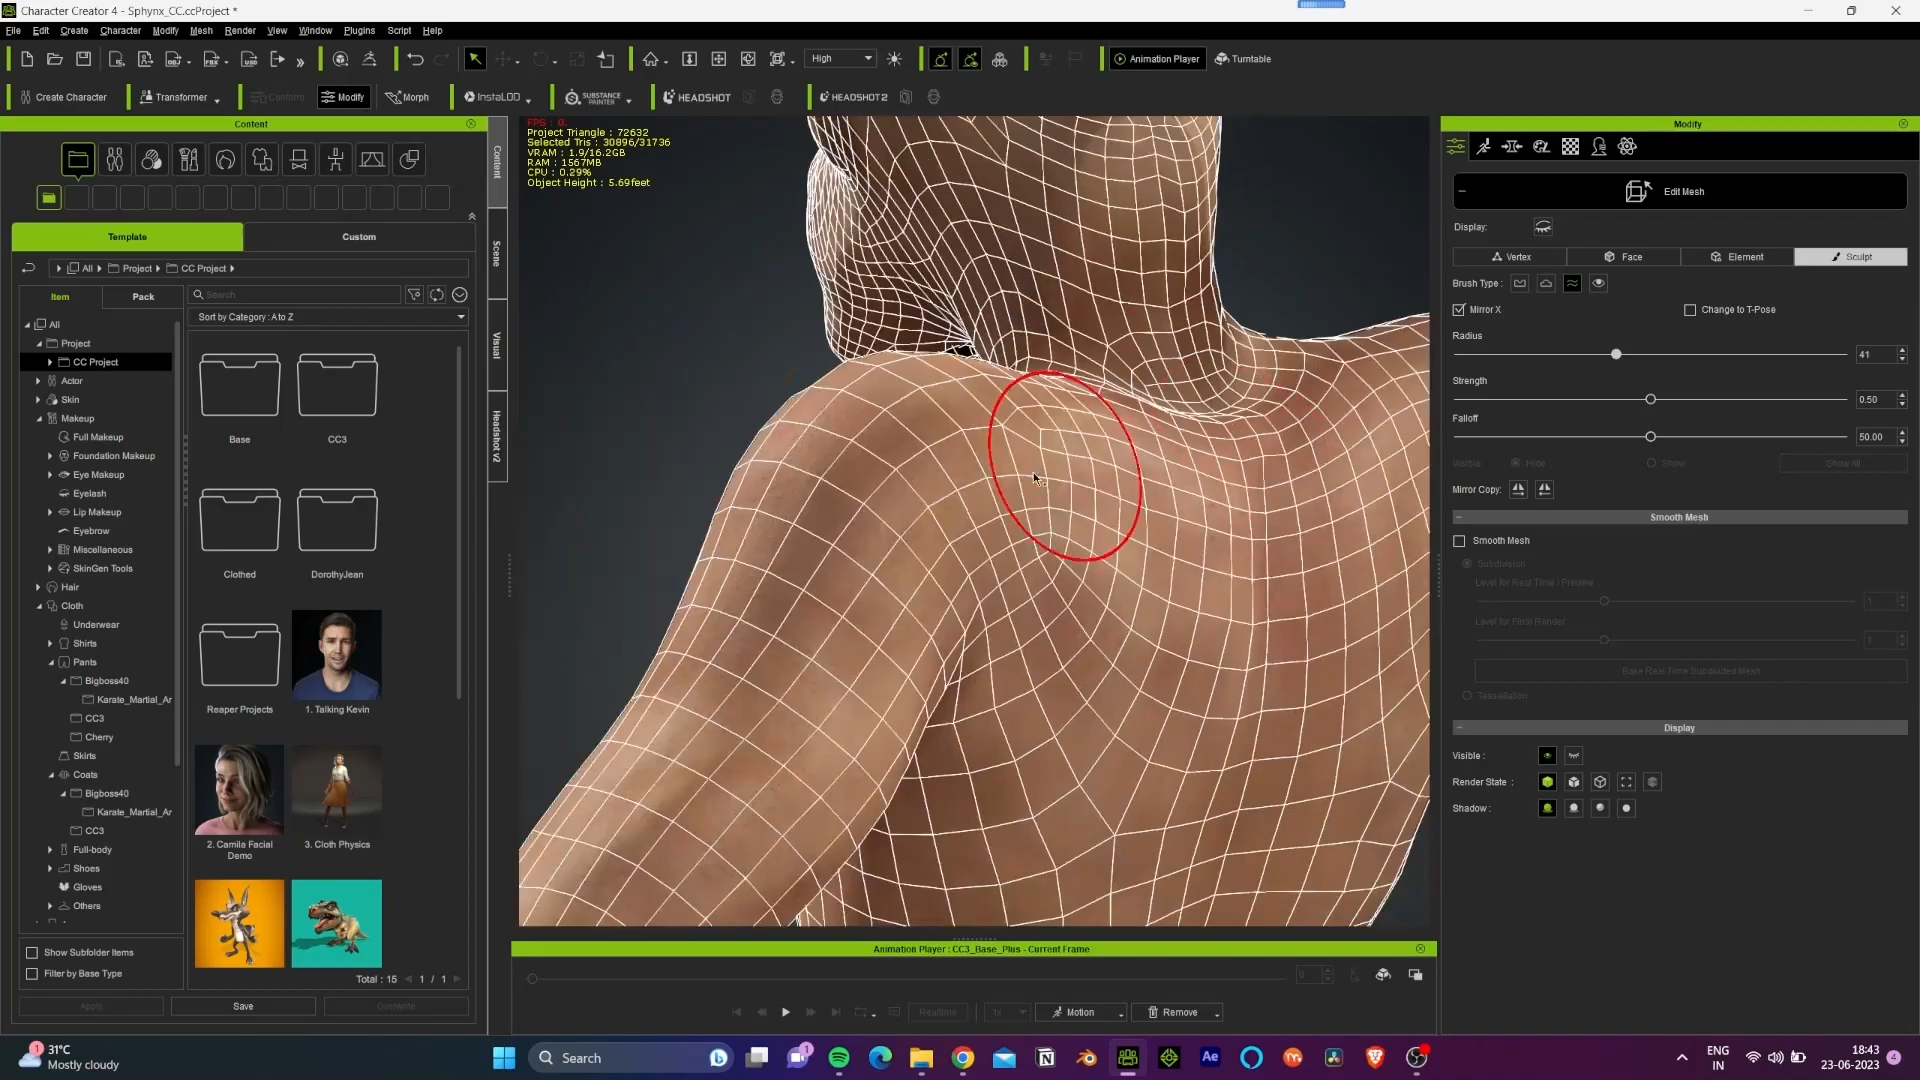 Character Creator 4 - Sphynx_CC.ccProject *
File Edit Create Character Modify Mesh Render View Window Plugins Script Help
High Animation Player Turntable
Create Character Transformer Conform Modify Morph InstaLOD SUBSTANCE PAINTER HEADSHOT HEADSHOT 2
Content
Template Custom
All Project CC Project
Item Pack Search
Sort by Category : A to Z
All
Project
CC Project
Actor
Skin
Makeup
Full Makeup
Foundation Makeup
Eye Makeup
Eyelash
Lip Makeup
Eyebrow
Miscellaneous
SkinGen Tools
Hair
Cloth
Underwear
Shirts
Pants
Bigboss40
Karate_Martial_Ar
CC3
Cherry
Skirts
Coats
Bigboss40
Karate_Martial_Ar
CC3
Full-body
Shoes
Gloves
Others
Base CC3
Clothed DorothyJean
Reaper Projects 1. Talking Kevin
2. Camila Facial Demo 3. Cloth Physics
Show Subfolder Items
Filter by Base Type
Total : 15 1 / 1
Apply Save Overwrite
Content
Scene
Visual
Headshot v2
FPS : 0.
Project Triangle : 72632
Selected Tris : 30896/31736
VRAM : 1.9/16.2GB
RAM : 1567MB
CPU : 0.29%
Object Height : 5.69feet
Animation Player : CC3_Base_Plus - Current Frame
Realtime 1x Motion Remove
Modify
Edit Mesh
Display:
Vertex Face Element Sculpt
Brush Type :
Mirror X Change to T-Pose
Radius
41
Strength
0.50
Falloff
50.00
Visible: Hide Show Show All
Mirror Copy:
Smooth Mesh
Smooth Mesh
Subdivision
Level for Real Time / Preview
1
Level for Final Render
1
Bake Real Time Subdivided Mesh
Tessellation
Display
Visible :
Render State :
Shadow :
1 31°C
Mostly cloudy
Search
1
Ae
ENG
IN
18:43
23-06-2023
4